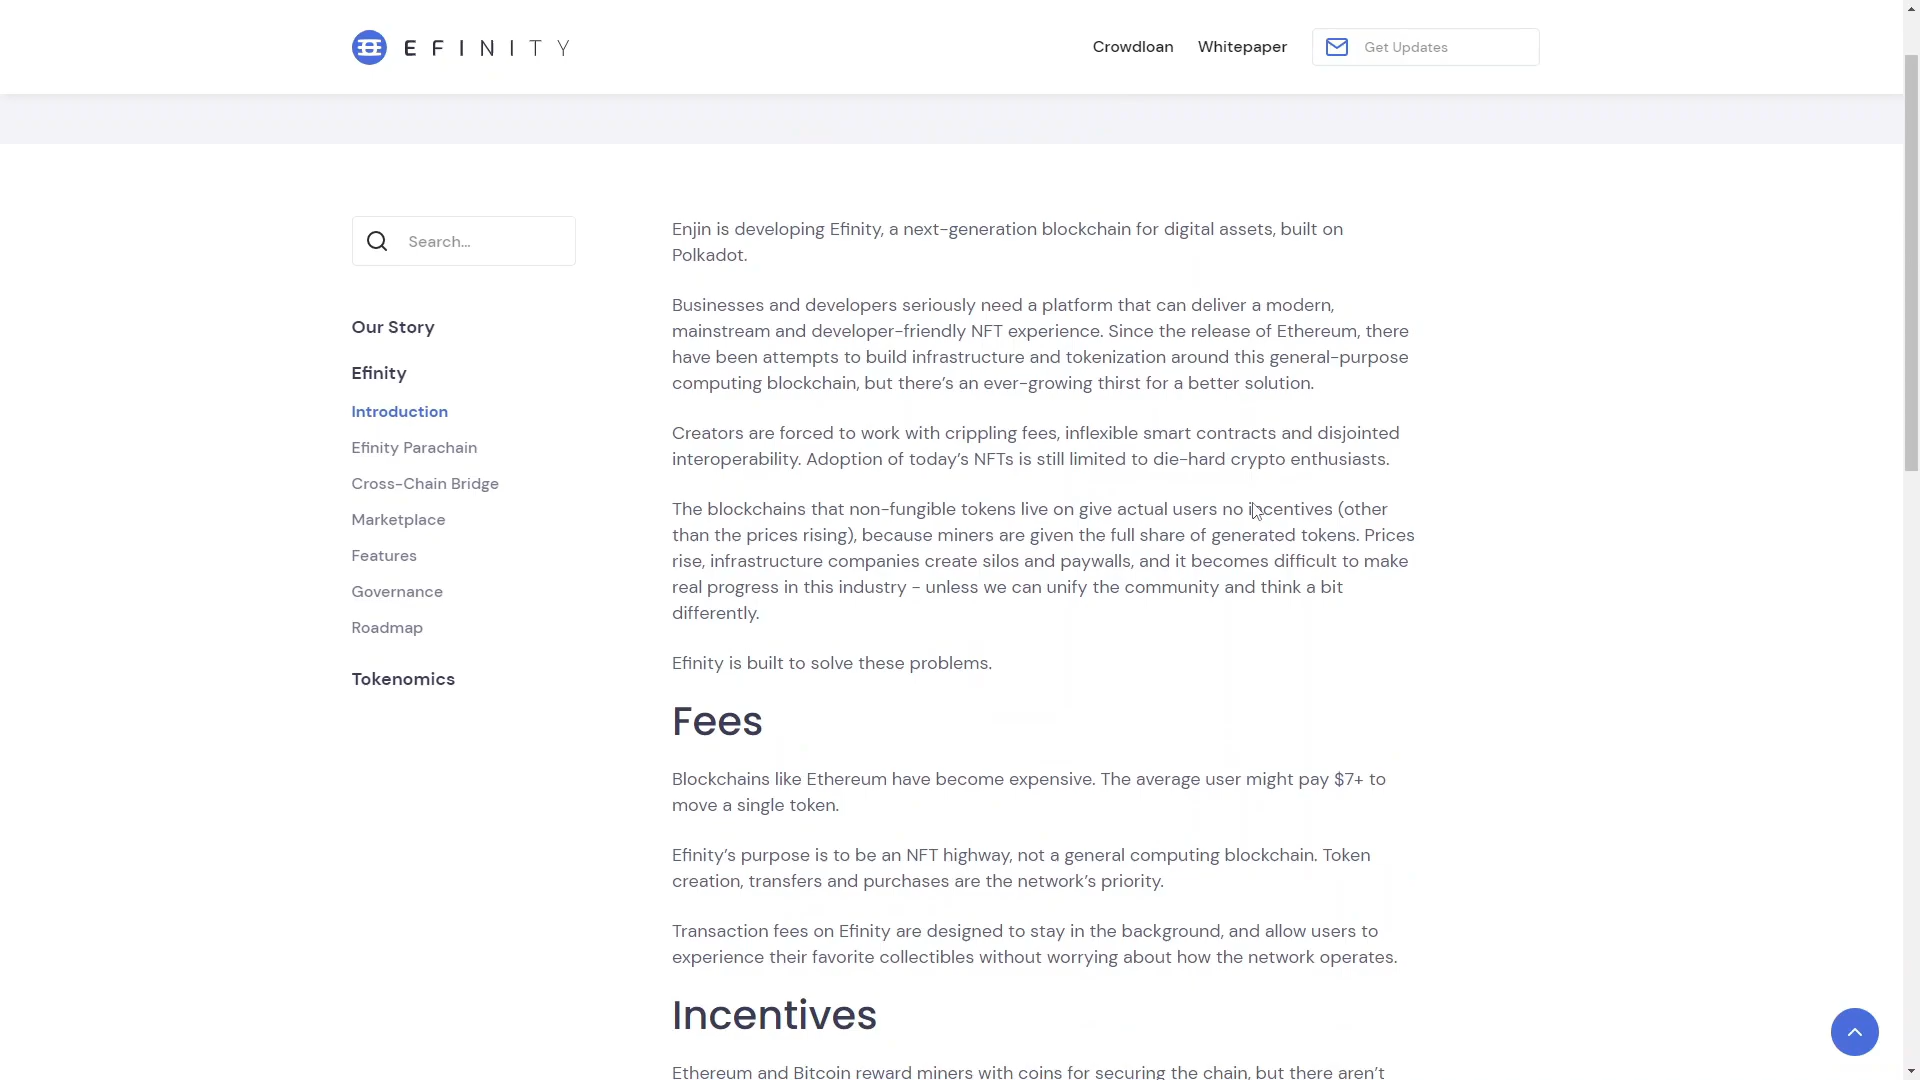 EFINITY
Crowdloan
Whitepaper
Get Updates
Search...
Our Story
Efinity
Introduction
Efinity Parachain
Cross-Chain Bridge
Marketplace
Features
Governance
Roadmap
Tokenomics
Enjin is developing Efinity, a next-generation blockchain for digital assets, built on
Polkadot.
Businesses and developers seriously need a platform that can deliver a modern,
mainstream and developer-friendly NFT experience. Since the release of Ethereum, there
have been attempts to build infrastructure and tokenization around this general-purpose
computing blockchain, but there’s an ever-growing thirst for a better solution.
Creators are forced to work with crippling fees, inflexible smart contracts and disjointed
interoperability. Adoption of today’s NFTs is still limited to die-hard crypto enthusiasts.
The blockchains that non-fungible tokens live on give actual users no incentives (other
than the prices rising), because miners are given the full share of generated tokens. Prices
rise, infrastructure companies create silos and paywalls, and it becomes difficult to make
real progress in this industry - unless we can unify the community and think a bit
differently.
Efinity is built to solve these problems.
Fees
Blockchains like Ethereum have become expensive. The average user might pay $7+ to
move a single token.
Efinity’s purpose is to be an NFT highway, not a general computing blockchain. Token
creation, transfers and purchases are the network’s priority.
Transaction fees on Efinity are designed to stay in the background, and allow users to
experience their favorite collectibles without worrying about how the network operates.
Incentives
Ethereum and Bitcoin reward miners with coins for securing the chain, but there aren’t